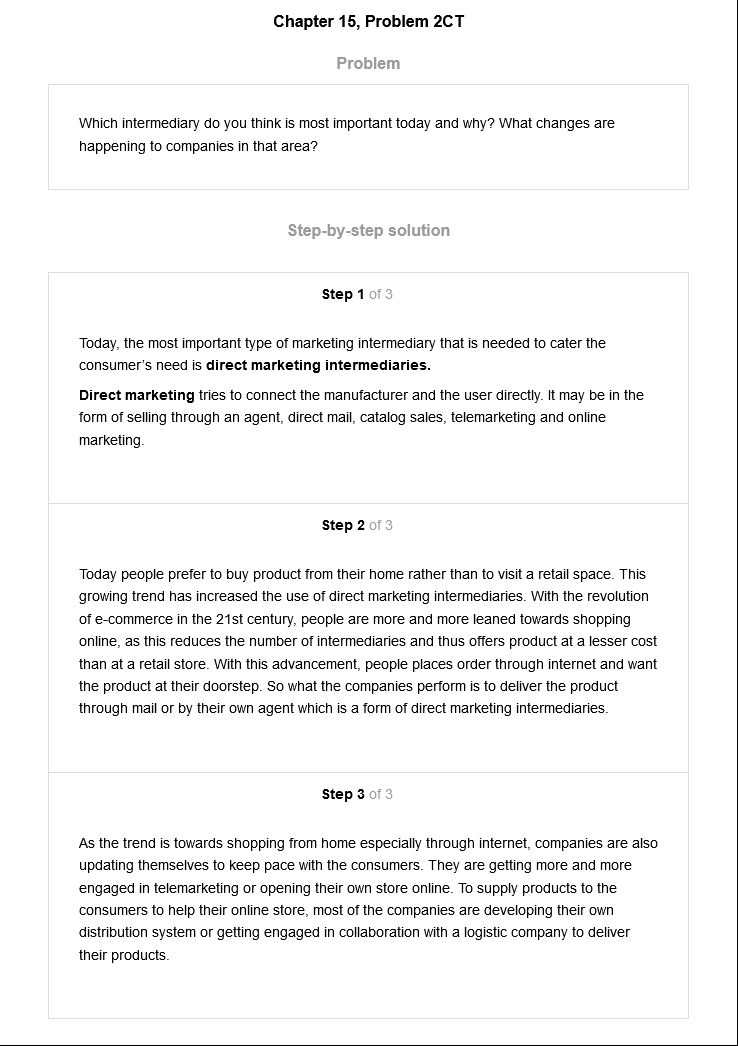 Chapter 15, Problem 2CT
Problem
Which intermediary do you think is most important today and why? What changes are
happening to companies in that area?
Step-by-step solution
Step 1 of 3
Today, the most important type of marketing intermediary that is needed to cater the
consumer’s need is direct marketing intermediaries.
Direct marketing tries to connect the manufacturer and the user directly. It may be in the
form of selling through an agent, direct mail, catalog sales, telemarketing and online
marketing.
Step 2 of 3
Today people prefer to buy product from their home rather than to visit a retail space. This
growing trend has increased the use of direct marketing intermediaries. With the revolution
of e-commerce in the 21st century, people are more and more leaned towards shopping
online, as this reduces the number of intermediaries and thus offers product at a lesser cost
than at a retail store. With this advancement, people places order through internet and want
the product at their doorstep. So what the companies perform is to deliver the product
through mail or by their own agent which is a form of direct marketing intermediaries.
Step 3 of 3
As the trend is towards shopping from home especially through internet, companies are also
updating themselves to keep pace with the consumers. They are getting more and more
engaged in telemarketing or opening their own store online. To supply products to the
consumers to help their online store, most of the companies are developing their own
distribution system or getting engaged in collaboration with a logistic company to deliver
their products.